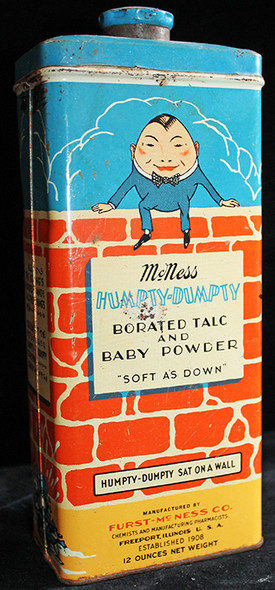 McNess
HUMPTY-DUMPTY
BORATED TALC
AND
BABY POWDER
"SOFT AS DOWN"
HUMPTY-DUMPTY SAT ON A WALL
MANUFACTURED BY
FURST-McNESS CO.
CHEMISTS AND MANUFACTURING PHARMACISTS
FREEPORT, ILLINOIS U. S. A.
ESTABLISHED 1908
12 OUNCES NET WEIGHT